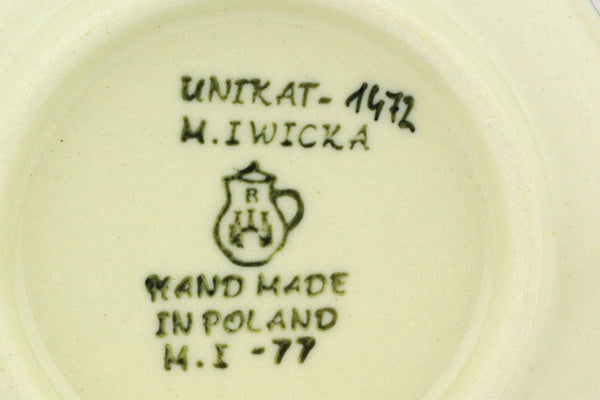 UNIKAT-1472
M.IWICKA
B
HAND MADE
IN POLAND
M.I -77